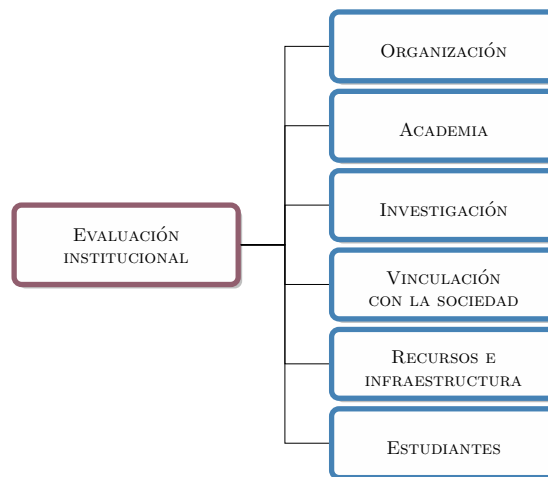 Organización
Academia
Investigación
Evaluación
institucional
Vinculación
con la sociedad
Recursos e
infraestructura
Estudiantes